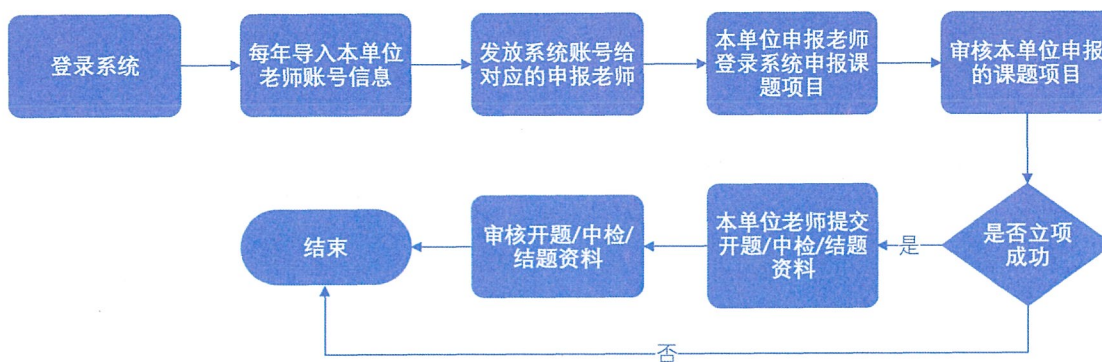 登录系统
每年导入本单位
老师账号信息
发放系统账号给
对应的申报老师
本单位申报老师
登录系统申报课
题项目
审核本单位申报
的课题项目
是否立项
成功
是
本单位老师提交
开题/中检/结题
资料
审核开题/中检/
结题资料
结束
否